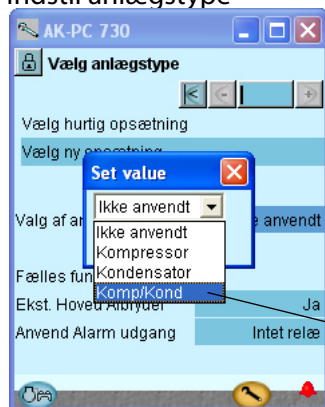 Indstil anlægstype
AK-PC 730
Vælg anlægstype
Vælg hurtig opsætning
Vælg ny opsætning
Set value
Ikke anvendt
Valg af an
anvendt
Ikke anvendt
Kompressor
Kondensator
Komp/Kond
Fælles fun
Ekst. Hoved Afbryder
Ja
Anvend Alarm udgang
Intet relæ